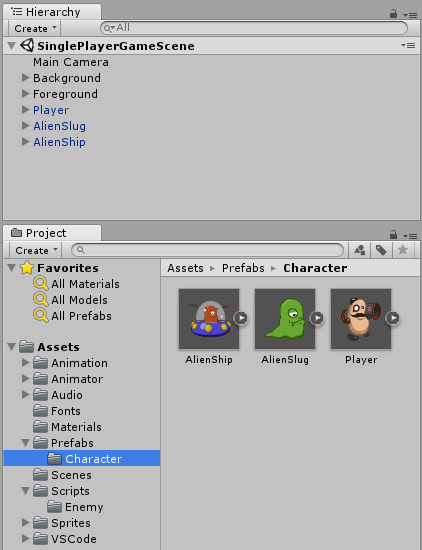 Hierarchy
Create All
SinglePlayerGameScene
Main Camera
Background
Foreground
Player
AlienSlug
AlienShip
Project
Create
Favorites
All Materials
All Models
All Prefabs
Assets
Animation
Animator
Audio
Fonts
Materials
Prefabs
Character
Scenes
Scripts
Enemy
Sprites
VSCode
Assets Prefabs Character
AlienShip AlienSlug Player